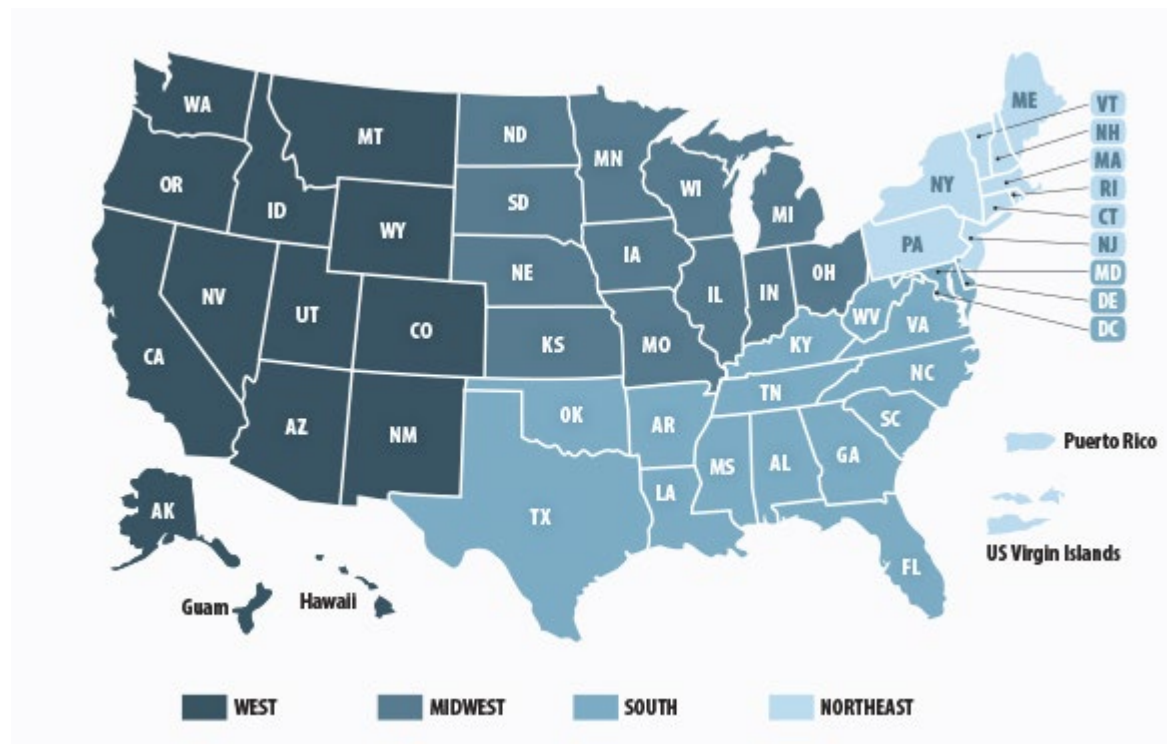 WA
MT
ND
MN
ME
VT
NH
MA
RI
CT
NJ
MD
DE
DC
OR
ID
WY
SD
WI
MI
NY
PA
NV
UT
CO
NE
IA
IL
IN
OH
CA
KS
MO
KY
WV
VA
AZ
NM
OK
AR
TN
NC
SC
TX
LA
MS
AL
GA
FL
AK
Guam
Hawaii
Puerto Rico
US Virgin Islands
WEST
MIDWEST
SOUTH
NORTHEAST